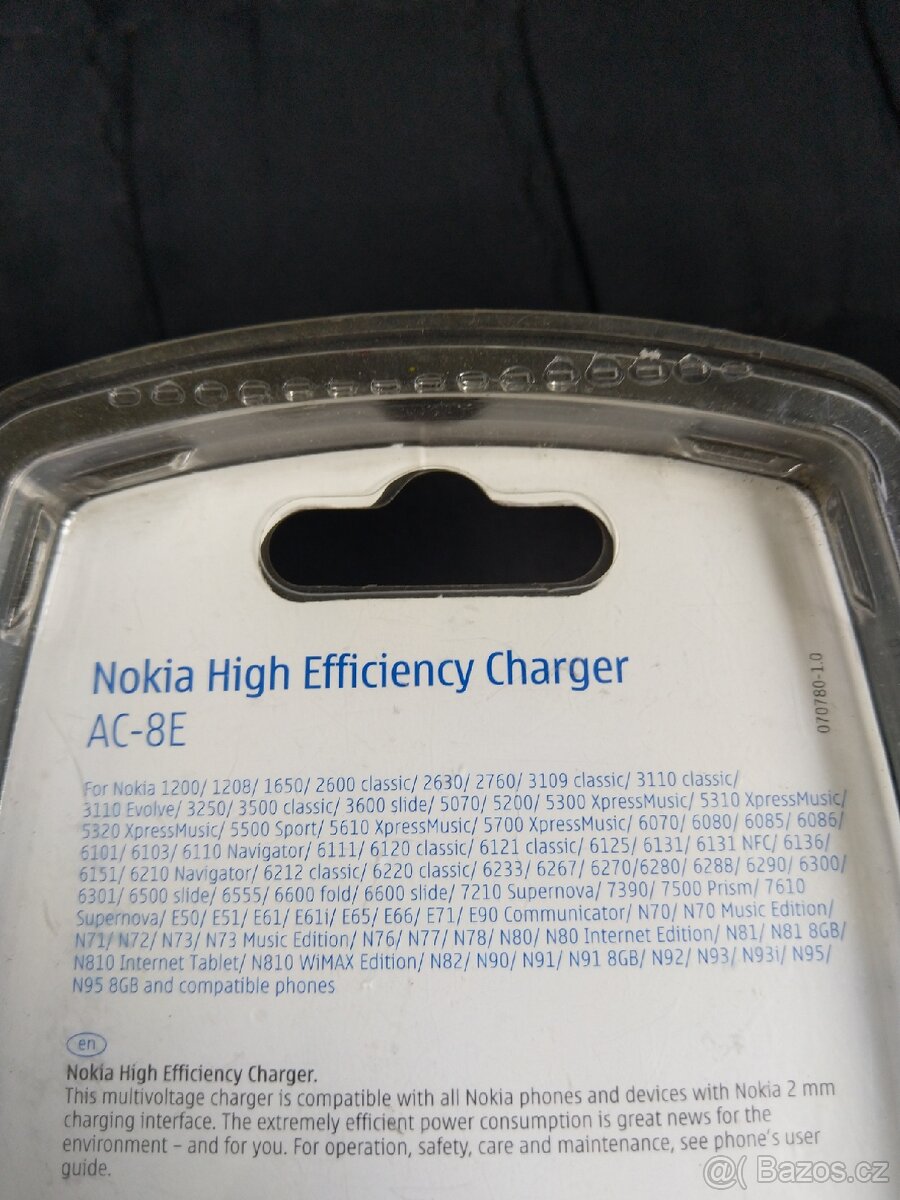 Nokia High Efficiency Charger
AC-8E
070780-1.0
For Nokia 1200/ 1208/ 1650/ 2600 classic/ 2630/ 2760/ 3109 classic/ 3110 classic/
3110 Evolve/ 3250/ 3500 classic/ 3600 slide/ 5070/ 5200/ 5300 XpressMusic/ 5310 XpressMusic/
5320 XpressMusic/ 5500 Sport/ 5610 XpressMusic/ 5700 XpressMusic/ 6070/ 6080/ 6085/ 6086/
6101/ 6103/ 6110 Navigator/ 6111/ 6120 classic/ 6121 classic/ 6125/ 6131/ 6131 NFC/ 6136/
6151/ 6210 Navigator/ 6212 classic/ 6220 classic/ 6233/ 6267/ 6270/6280/ 6288/ 6290/ 6300/
6301/ 6500 slide/ 6555/ 6600 fold/ 6600 slide/ 7210 Supernova/ 7390/ 7500 Prism/ 7610
Supernova/ E50/ E51/ E61/ E61i/ E65/ E66/ E71/ E90 Communicator/ N70/ N70 Music Edition/
N71/ N72/ N73/ N73 Music Edition/ N76/ N77/ N78/ N80/ N80 Internet Edition/ N81/ N81 8GB/
N810 Internet Tablet/ N810 WiMAX Edition/ N82/ N90/ N91/ N91 8GB/ N92/ N93/ N93i/ N95/
N95 8GB and compatible phones
en
Nokia High Efficiency Charger.
This multivoltage charger is compatible with all Nokia phones and devices with Nokia 2 mm
charging interface. The extremely efficient power consumption is great news for the
environment – and for you. For operation, safety, care and maintenance, see phone's user
guide.
@( Bazos.cz